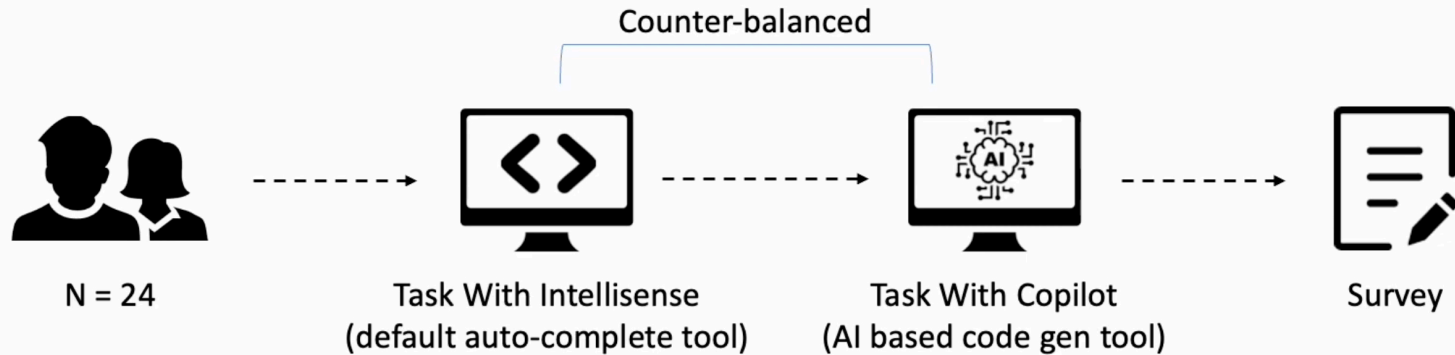 Counter-balanced
AI
N = 24
Task With Intellisense
(default auto-complete tool)
Task With Copilot
(AI based code gen tool)
Survey